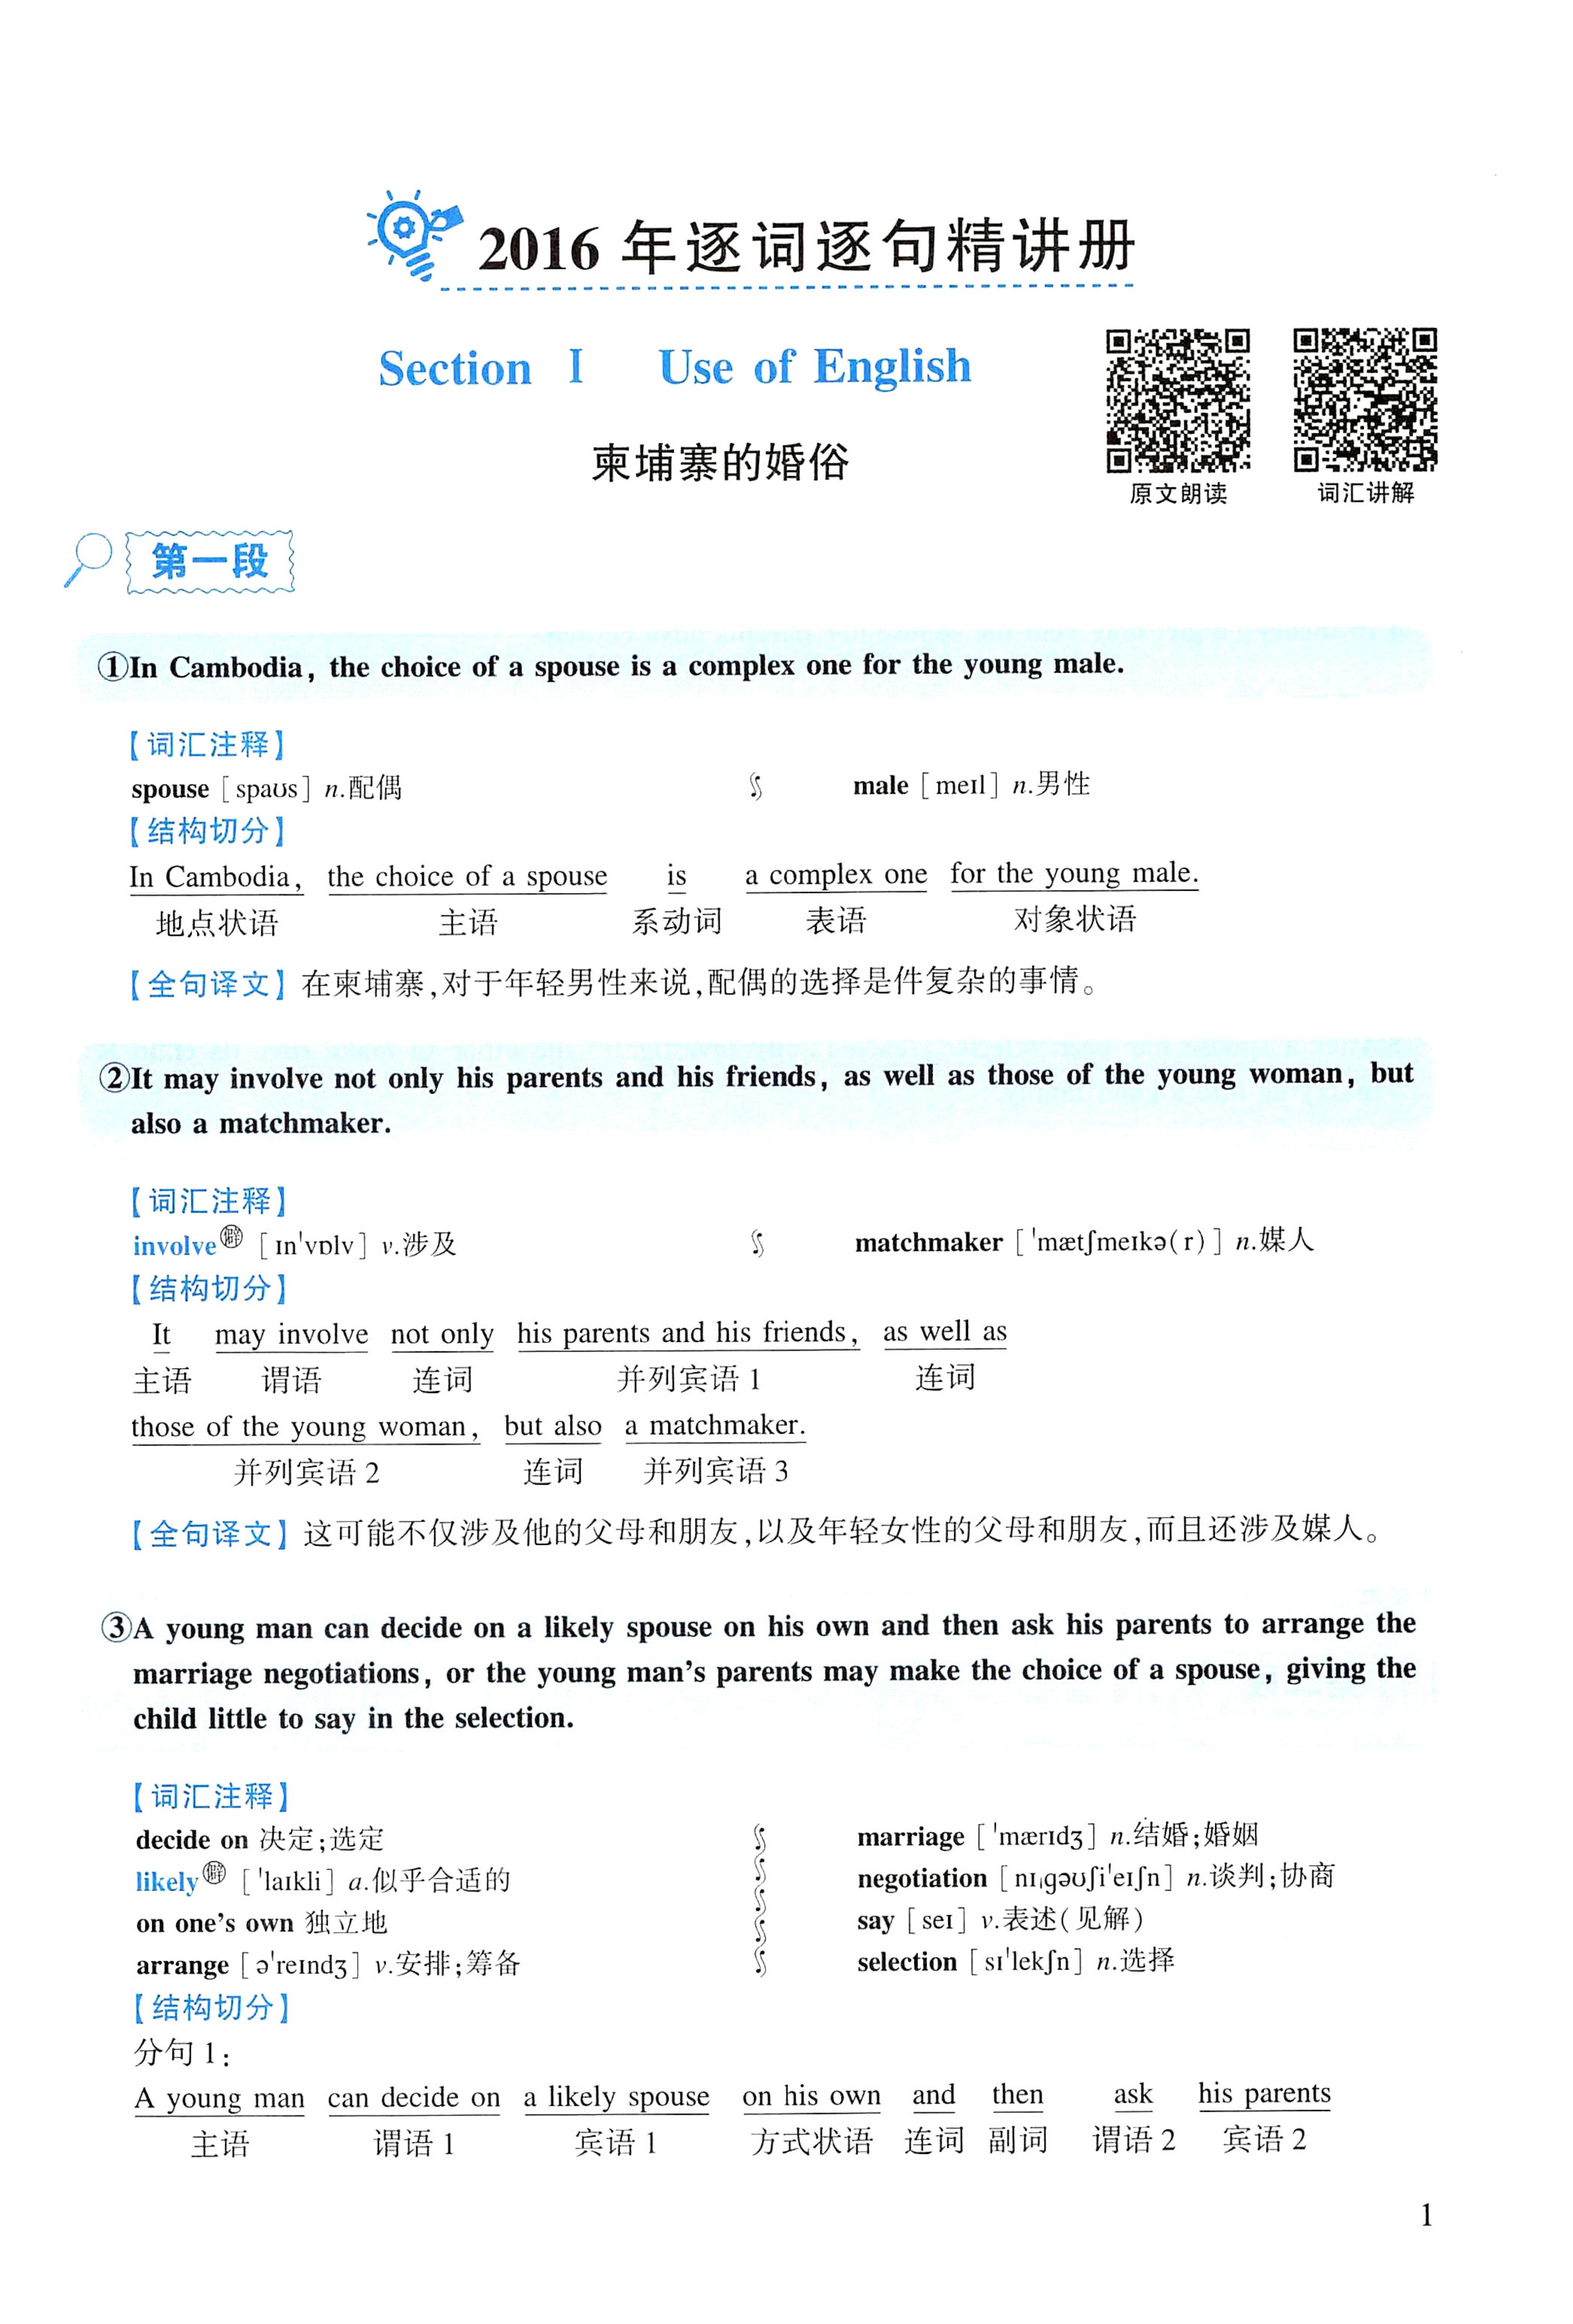 2016 年逐词逐句精讲册
Section Ⅰ Use of English
柬埔寨的婚俗
原文朗读 词汇讲解
第一段
①In Cambodia, the choice of a spouse is a complex one for the young male.
【词汇注释】
spouse [spaʊs] n.配偶 male [meɪl] n.男性
【结构切分】
In Cambodia, the choice of a spouse is a complex one for the young male.
地点状语 主语 系动词 表语 对象状语
【全句译文】在柬埔寨,对于年轻男性来说,配偶的选择是件复杂的事情。
②It may involve not only his parents and his friends, as well as those of the young woman, but
also a matchmaker.
【词汇注释】
involve㊙ [ɪnˈvɒlv] v.涉及 matchmaker [ˈmætʃmeɪkə(r)] n.媒人
【结构切分】
It may involve not only his parents and his friends, as well as
主语 谓语 连词 并列宾语 1 连词
those of the young woman, but also a matchmaker.
并列宾语 2 连词 并列宾语 3
【全句译文】这可能不仅涉及他的父母和朋友,以及年轻女性的父母和朋友,而且还涉及媒人。
③A young man can decide on a likely spouse on his own and then ask his parents to arrange the
marriage negotiations, or the young man's parents may make the choice of a spouse, giving the
child little to say in the selection.
【词汇注释】
decide on 决定;选定 marriage [ˈmærɪdʒ] n.结婚;婚姻
likely僻 [ˈlaɪkli] a.似乎合适的 negotiation [nɪˌgəʊʃiˈeɪʃn] n.谈判;协商
on one's own 独立地 say [seɪ] v.表述(见解)
arrange [əˈreɪndʒ] v.安排;筹备 selection [sɪˈlekʃn] n.选择
【结构切分】
分句 1:
A young man can decide on a likely spouse on his own and then ask his parents
主语 谓语 1 宾语 1 方式状语 连词 副词 谓语 2 宾语 2
1